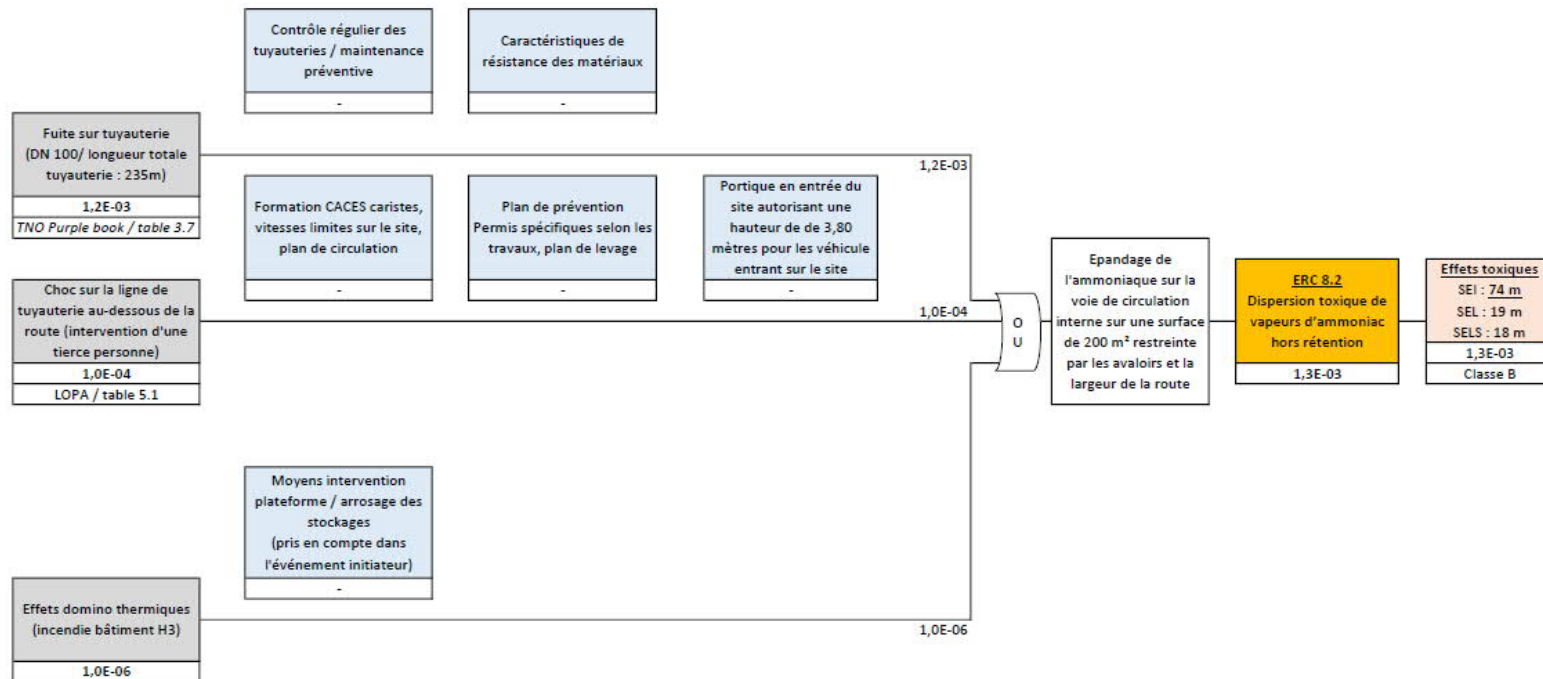 Contrôle régulier des
tuyauteries / maintenance
préventive
-
Caractéristiques de
résistance des matériaux
-
Fuite sur tuyauterie
(DN 100/ longueur totale
tuyauterie : 235m)
1,2E-03
TNO Purple book / table 3.7
1,2E-03
Formation CACES caristes,
vitesses limites sur le site,
plan de circulation
-
Plan de prévention
Permis spécifiques selon les
travaux, plan de levage
-
Portique en entrée du
site autorisant une
hauteur de de 3,80
mètres pour les véhicule
entrant sur le site
-
Choc sur la ligne de
tuyauterie au-dessous de la
route (intervention d'une
tierce personne)
1,0E-04
LOPA / table 5.1
1,0E-04
O
U
Epandage de
l'ammoniaque sur la
voie de circulation
interne sur une surface
de 200 m² restreinte
par les avaloirs et la
largeur de la route
ERC 8.2
Dispersion toxique de
vapeurs d'ammoniac
hors rétention
1,3E-03
Effets toxiques
SEI : 74 m
SEL : 19 m
SELS : 18 m
1,3E-03
Classe B
Moyens intervention
plateforme / arrosage des
stockages
(pris en compte dans
l'événement initiateur)
-
Effets domino thermiques
(incendie bâtiment H3)
1,0E-06
1,0E-06